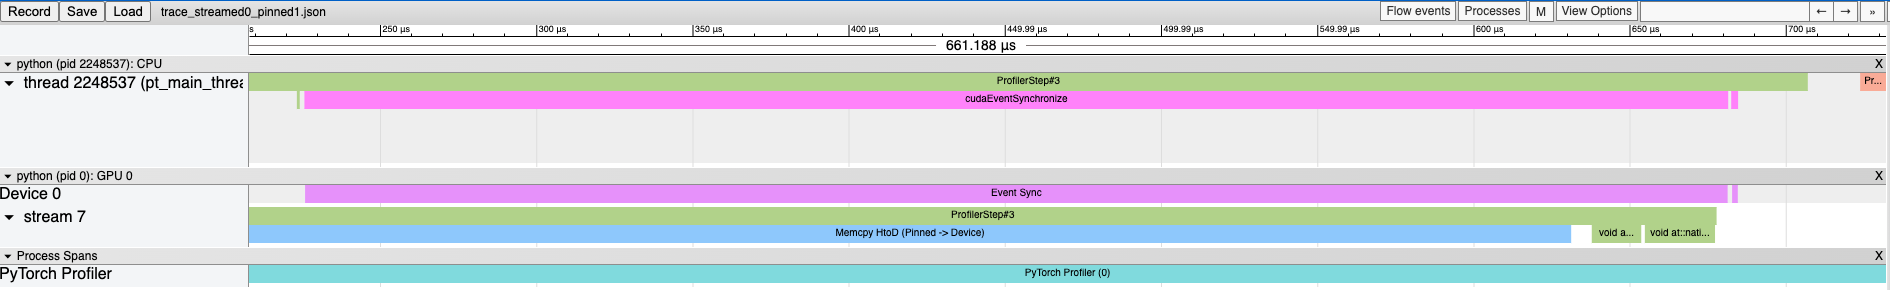 Record Save Load trace_streamed0_pinned1.json Flow events Processes M View Options ← → »
s 250 µs 300 µs 350 µs 400 µs 449.99 µs 499.99 µs 549.99 µs 600 µs 650 µs 700 µs
661.188 µs
python (pid 2248537): CPU X
thread 2248537 (pt_main_threa ProfilerStep#3 Pr...
cudaEventSynchronize
python (pid 0): GPU 0 X
Device 0 Event Sync
stream 7 ProfilerStep#3
Memcpy HtoD (Pinned -> Device) void a... void at::nati...
Process Spans X
PyTorch Profiler PyTorch Profiler (0)